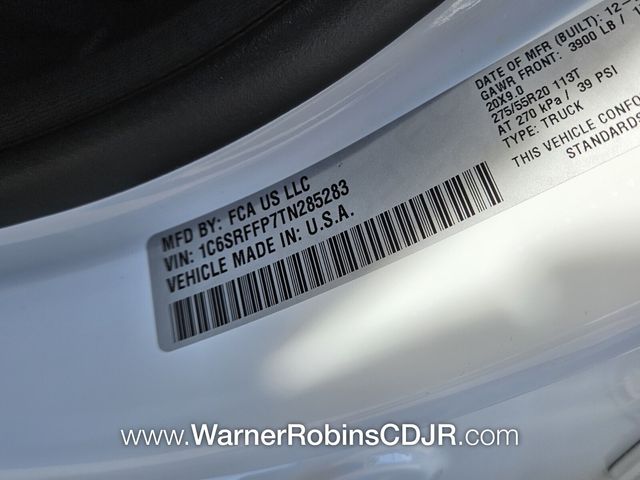 MFD BY: FCA US LLC
VIN: 1C6SRFFP7TN285283
VEHICLE MADE IN: U.S.A.
DATE OF MFR (BUILT): 12-
GAWR FRONT: 3900 LB /
20X9.0
275/55R20 113T
AT 270 kPa / 39 PSI
TYPE: TRUCK
THIS VEHICLE CONFO
STANDARDS
www.WarnerRobinsCDJR.com